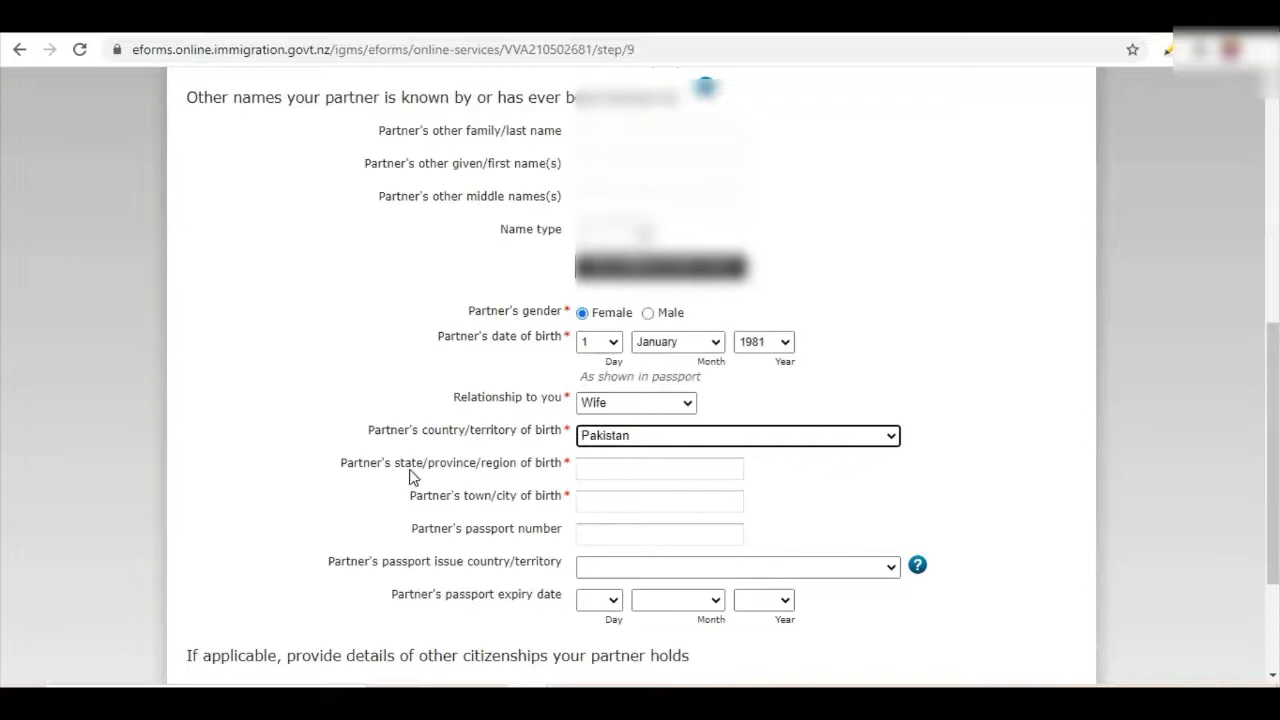 eforms.online.immigration.govt.nz/igms/eforms/online-services/VVA210502681/step/9
Other names your partner is known by or has ever
Partner's other family/last name
Partner's other given/first name(s)
Partner's other middle names(s)
Name type
Partner's gender* Female Male
Partner's date of birth* 1 January 1981
Day Month Year
As shown in passport
Relationship to you* Wife
Partner's country/territory of birth* Pakistan
Partner's state/province/region of birth*
Partner's town/city of birth*
Partner's passport number
Partner's passport issue country/territory ?
Partner's passport expiry date
Day Month Year
If applicable, provide details of other citizenships your partner holds